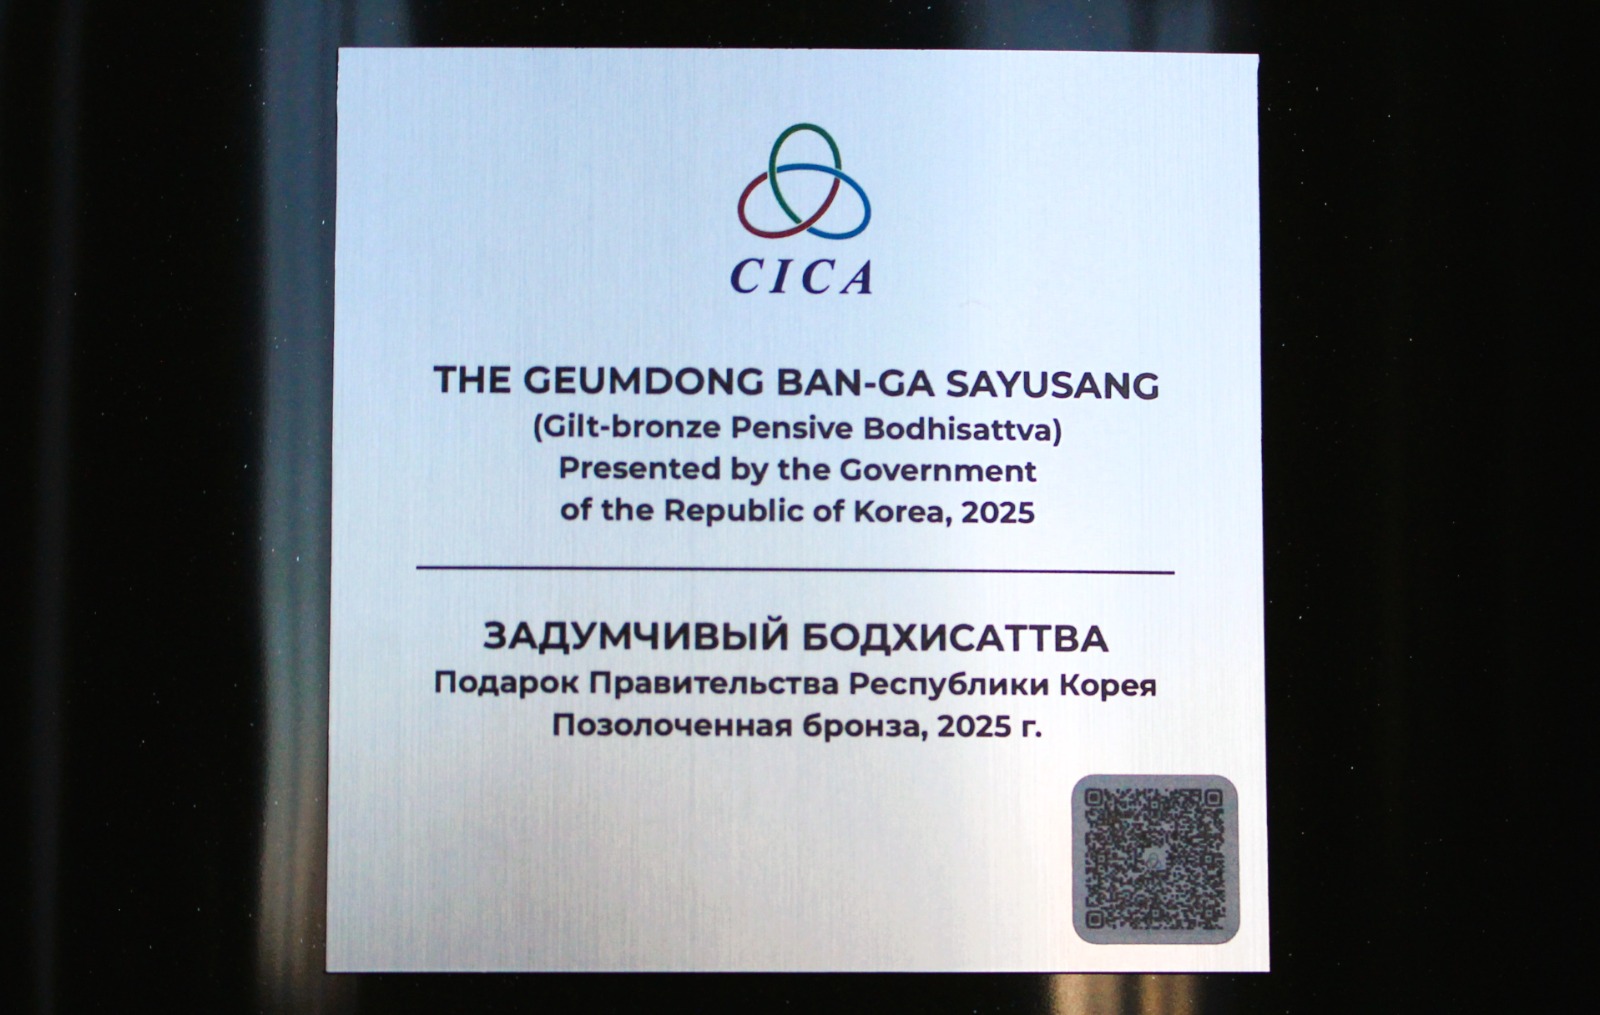 CICA
THE GEUMDONG BAN-GA SAYUSANG
(Gilt-bronze Pensive Bodhisattva)
Presented by the Government
of the Republic of Korea, 2025
ЗАДУМЧИВЫЙ БОДХИСАТТВА
Подарок Правительства Республики Корея
Позолоченная бронза, 2025 г.